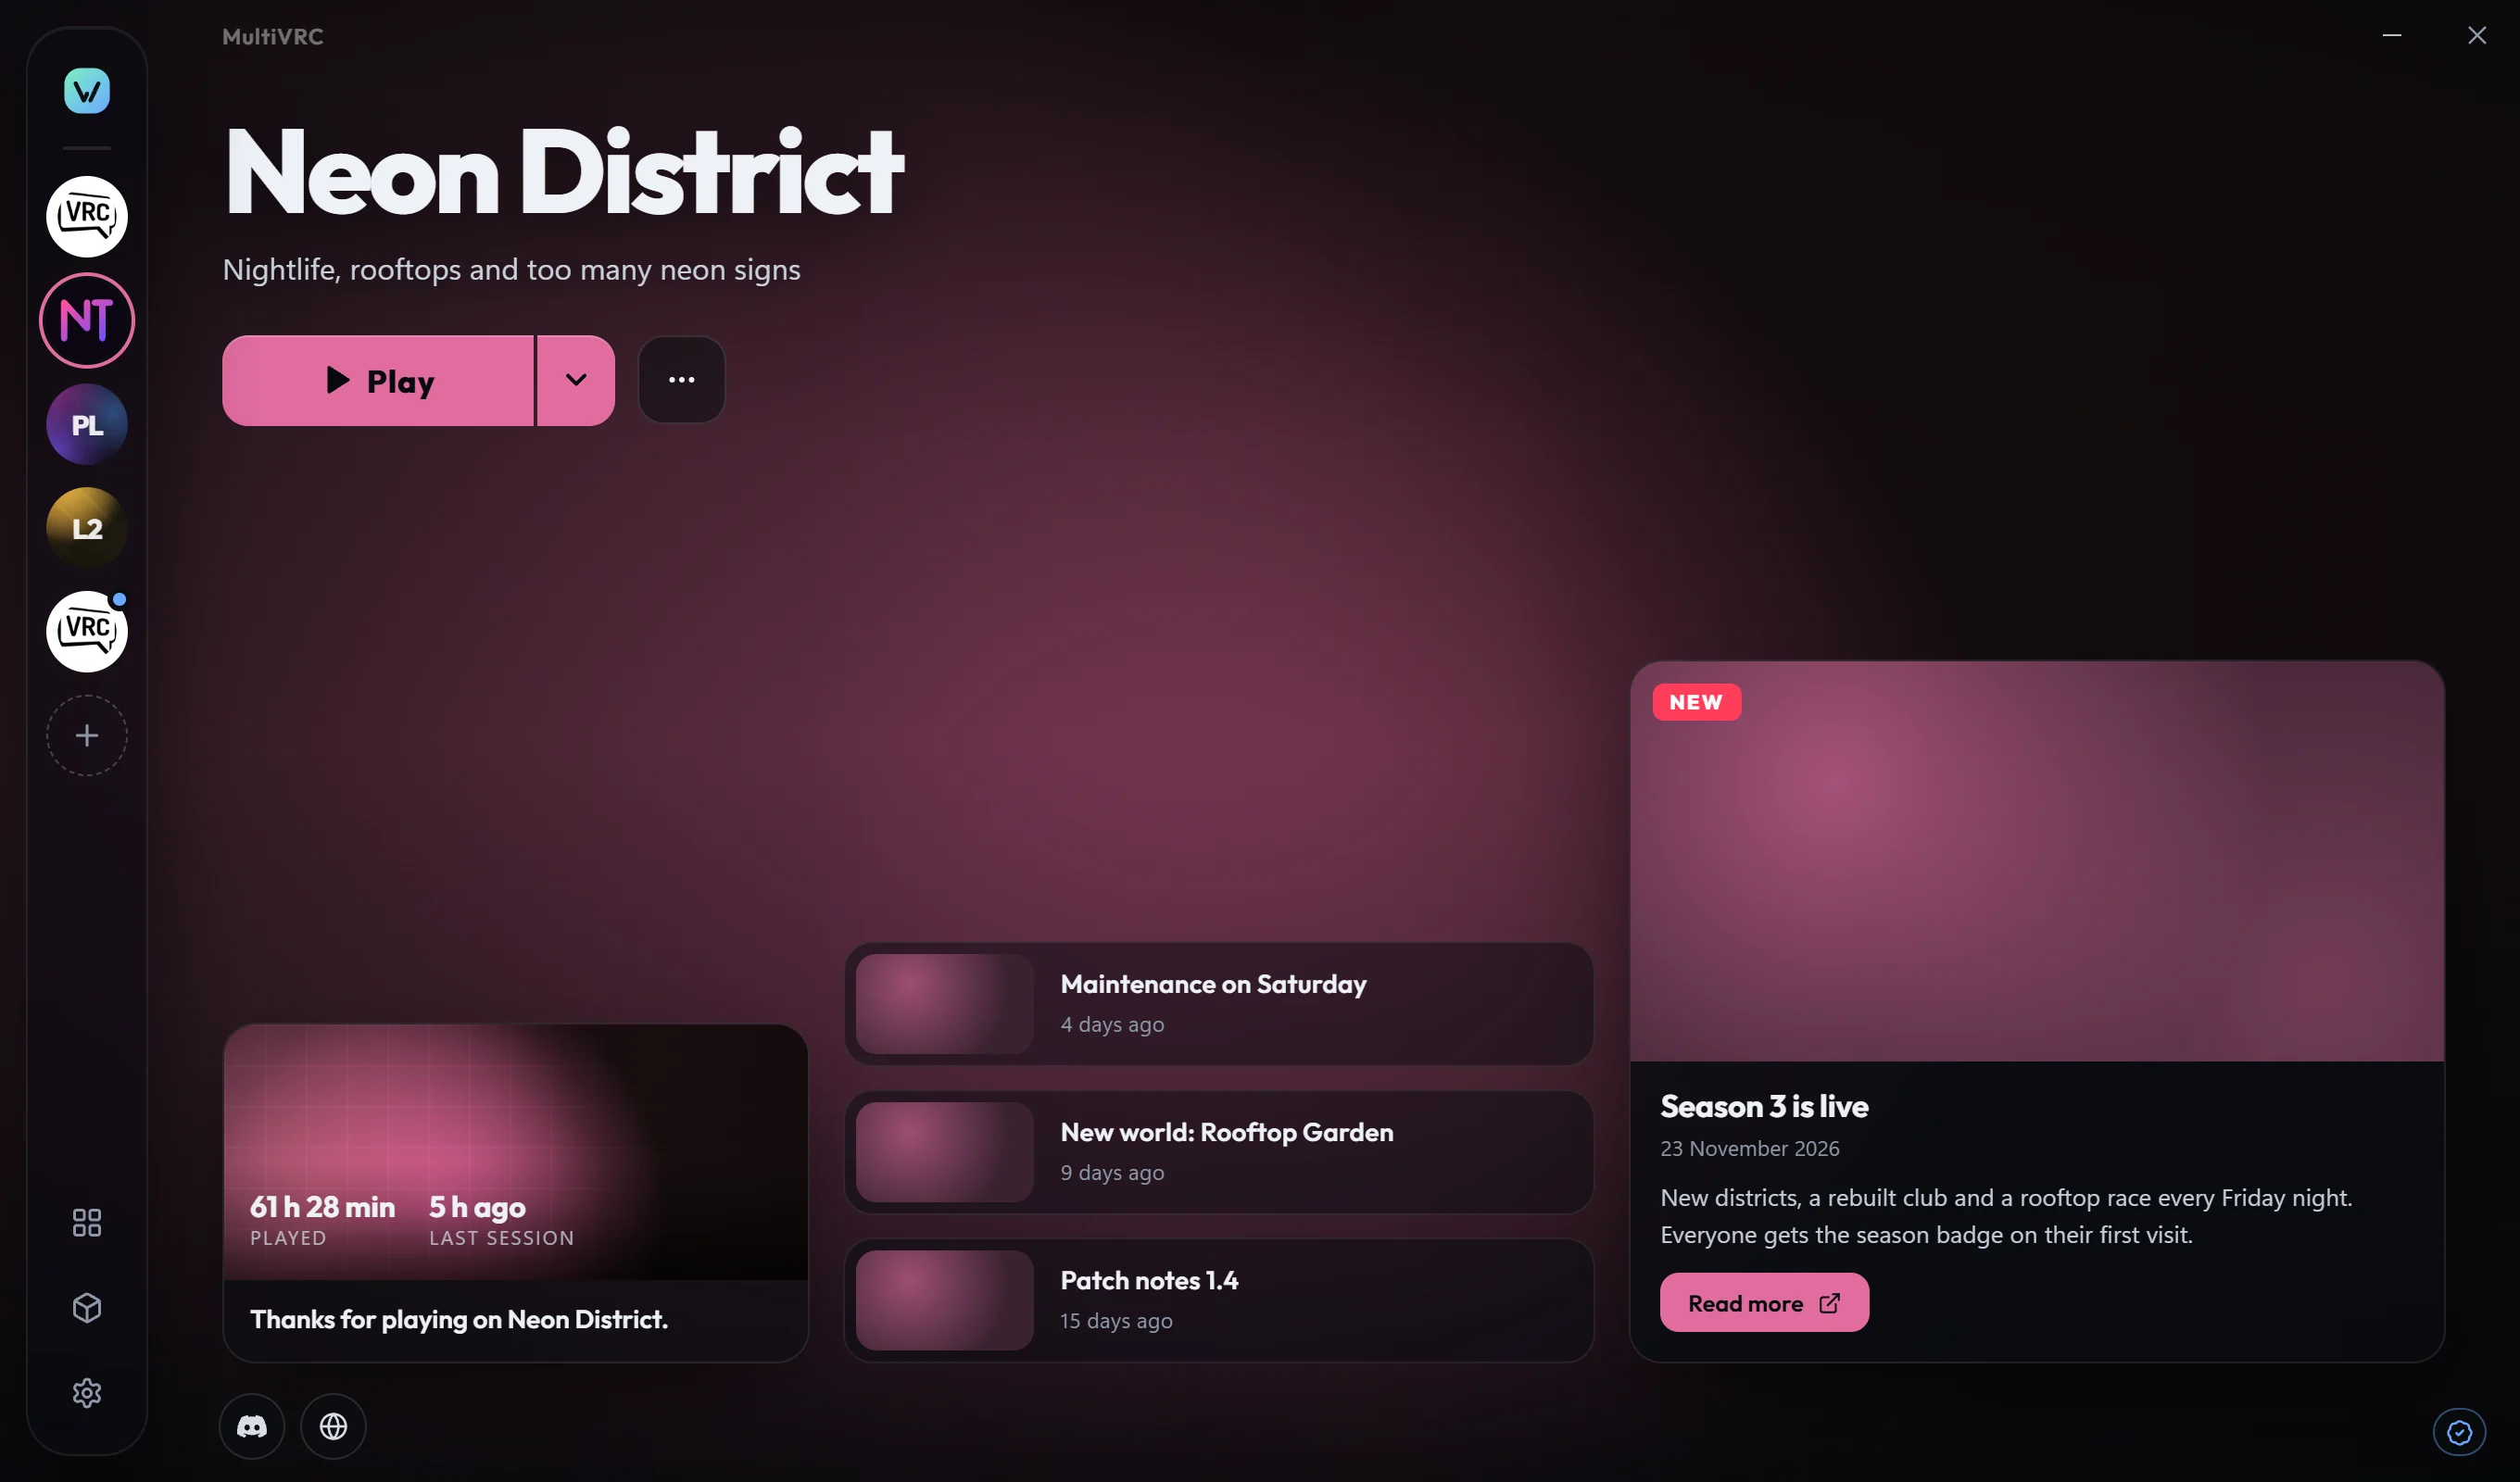 MultiVRC
VRC
NT
PL
L2
VRC
Neon District
Nightlife, rooftops and too many neon signs
Play
61 h 28 min
PLAYED
5 h ago
LAST SESSION
Thanks for playing on Neon District.
Maintenance on Saturday
4 days ago
New world: Rooftop Garden
9 days ago
Patch notes 1.4
15 days ago
NEW
Season 3 is live
23 November 2026
New districts, a rebuilt club and a rooftop race every Friday night.
Everyone gets the season badge on their first visit.
Read more